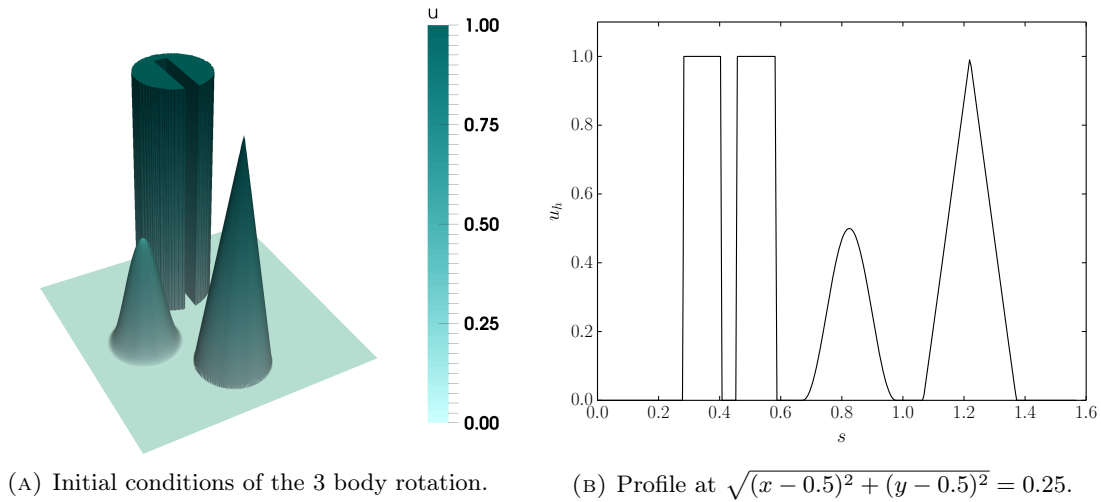 u
1.00
0.75
0.50
0.25
0.00
(A) Initial conditions of the 3 body rotation.
1.0
0.8
0.6
0.4
0.2
0.0
u_h
0.0 0.2 0.4 0.6 0.8 1.0 1.2 1.4 1.6
s
(B) Profile at √((x − 0.5)² + (y − 0.5)²) = 0.25.